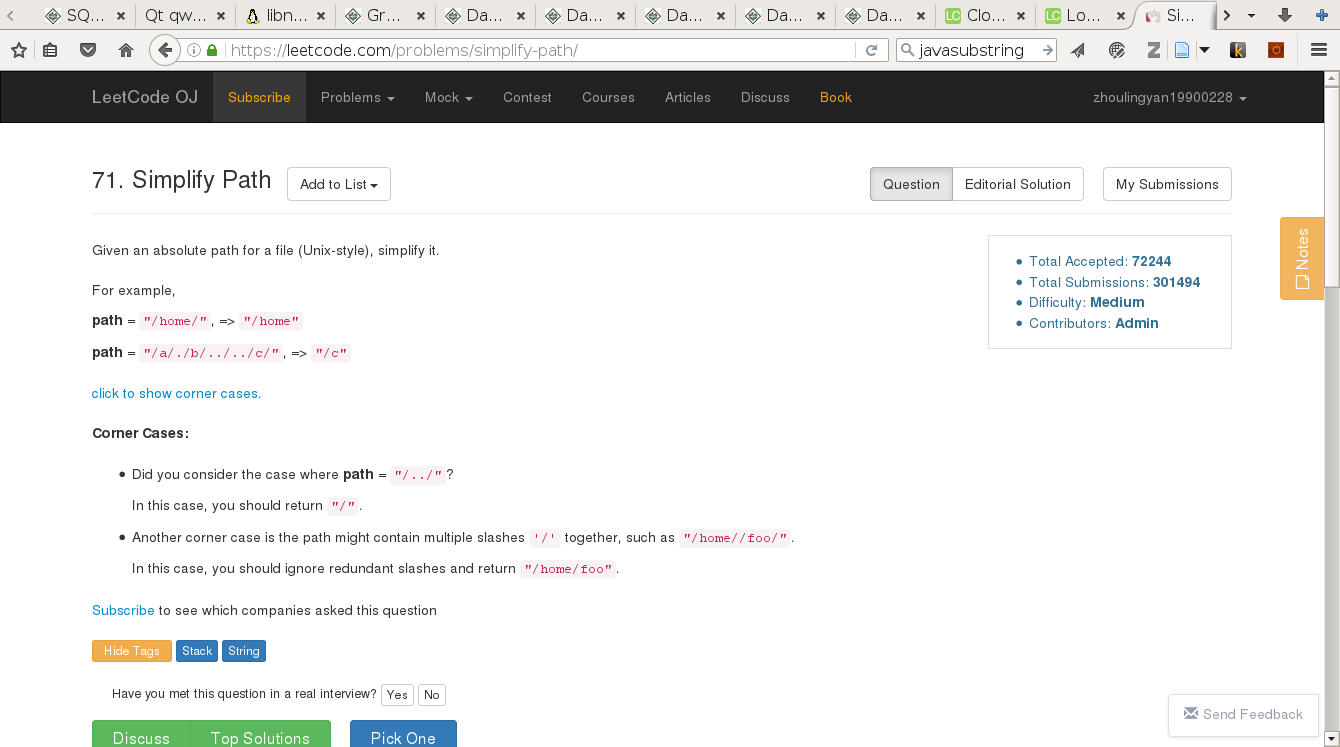 SQ... Qt qw... libn... Gr... Da... Da... Da... Da... Da... Clo... Lo... Si...
https://leetcode.com/problems/simplify-path/ javasubstring
LeetCode OJ Subscribe Problems Mock Contest Courses Articles Discuss Book zhoulingyan19900228
71. Simplify Path Add to List Question Editorial Solution My Submissions
Given an absolute path for a file (Unix-style), simplify it.
For example,
path = "/home/", => "/home"
path = "/a/./b/../../c/", => "/c"
Total Accepted: 72244
Total Submissions: 301494
Difficulty: Medium
Contributors: Admin
Notes
click to show corner cases.
Corner Cases:
Did you consider the case where path = "/../"?
In this case, you should return "/".
Another corner case is the path might contain multiple slashes '/' together, such as "/home//foo/".
In this case, you should ignore redundant slashes and return "/home/foo".
Subscribe to see which companies asked this question
Hide Tags Stack String
Have you met this question in a real interview? Yes No
Discuss Top Solutions Pick One
Send Feedback